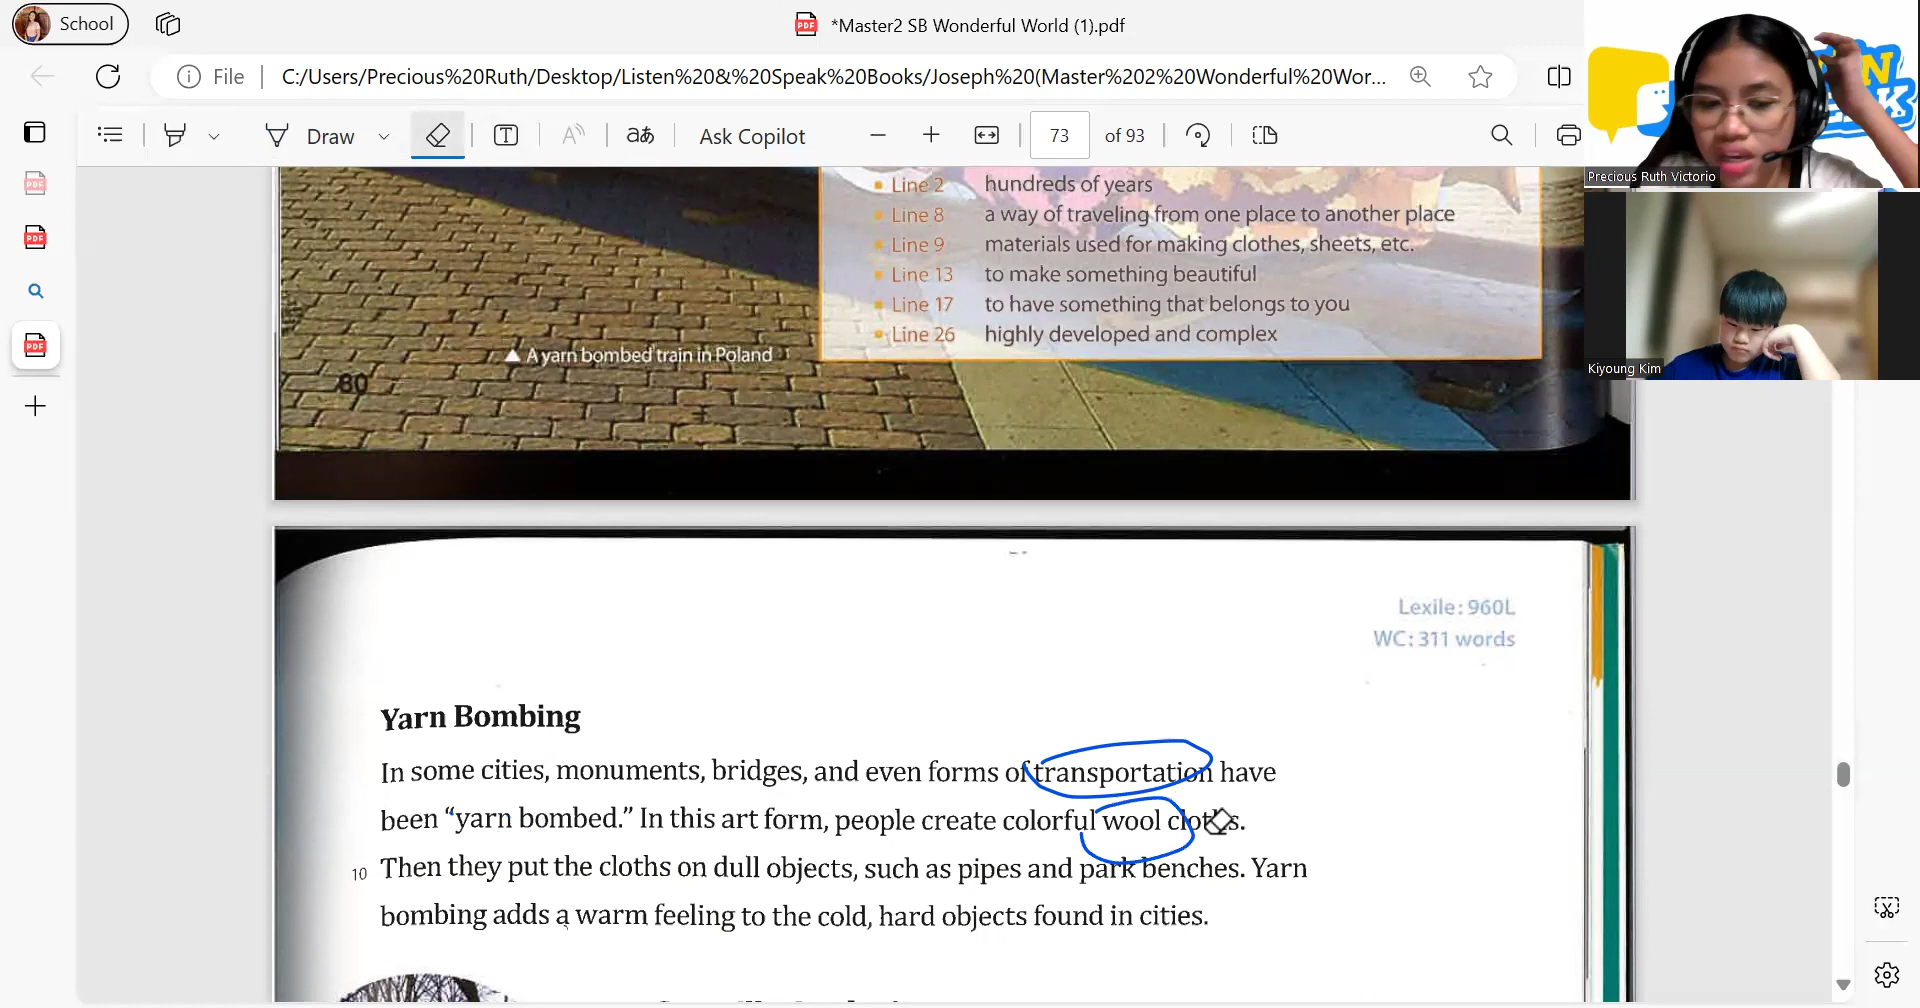 School
*Master2 SB Wonderful World (1).pdf
File
C:/Users/Precious%20Ruth/Desktop/Listen%20&%20Speak%20Books/Joseph%20(Master%202%20Wonderful%20Wor...
Draw
Ask Copilot
73
of 93
Precious Ruth Victorio
Kiyoung Kim
Line 2 hundreds of years
Line 8 a way of traveling from one place to another place
Line 9 materials used for making clothes, sheets, etc.
Line 13 to make something beautiful
Line 17 to have something that belongs to you
Line 26 highly developed and complex
▲ A yarn bombed train in Poland
80
Lexile: 960L
WC: 311 words
Yarn Bombing
In some cities, monuments, bridges, and even forms of transportation have
been “yarn bombed.” In this art form, people create colorful wool cloths.
10 Then they put the cloths on dull objects, such as pipes and park benches. Yarn
bombing adds a warm feeling to the cold, hard objects found in cities.